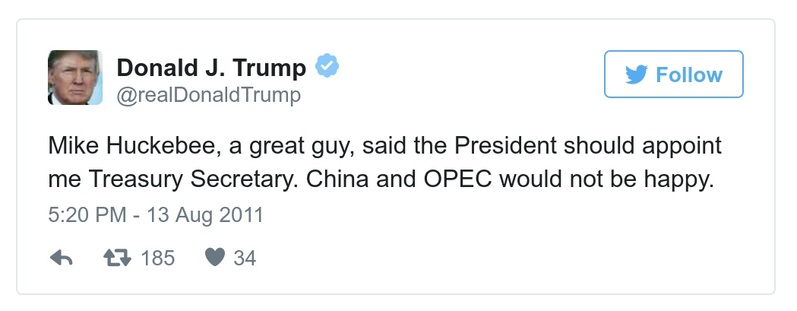 Donald J. Trump
@realDonaldTrump
Follow
Mike Huckebee, a great guy, said the President should appoint
me Treasury Secretary. China and OPEC would not be happy.
5:20 PM - 13 Aug 2011
185 34